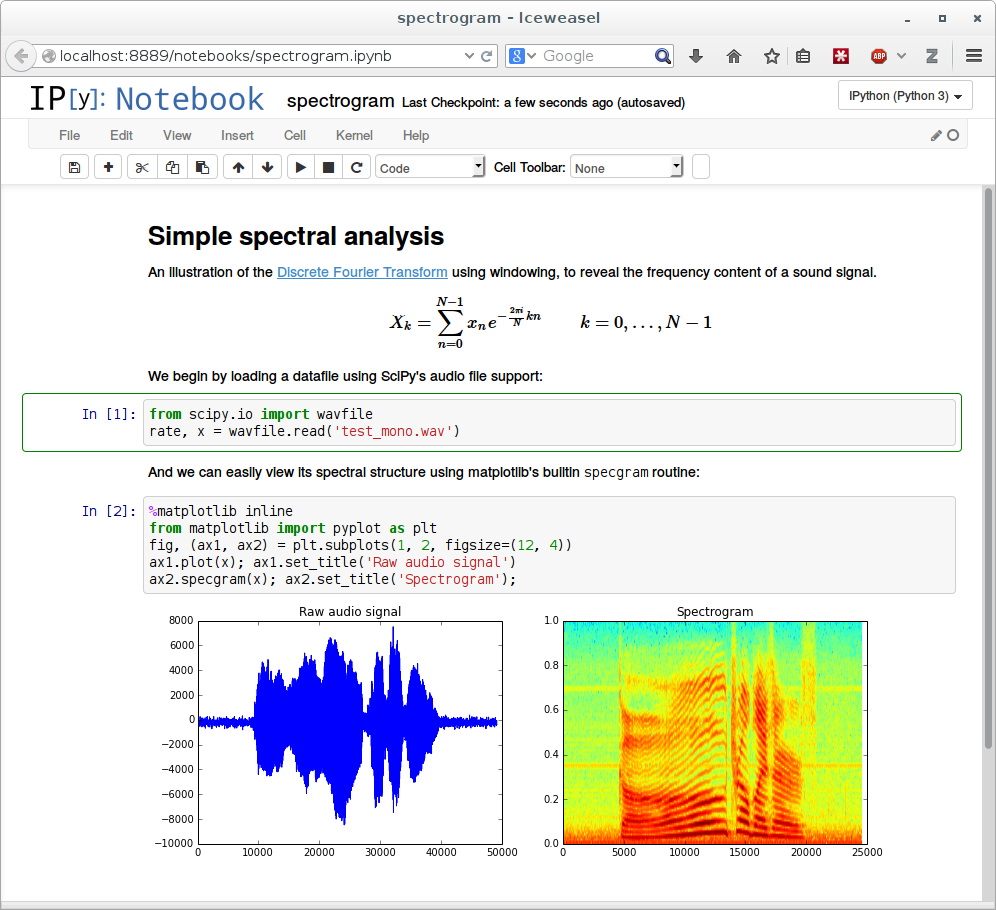 spectrogram - Iceweasel
localhost:8889/notebooks/spectrogram.ipynb
8
Google
ABP
Z
IP[y]: Notebook
spectrogram Last Checkpoint: a few seconds ago (autosaved)
IPython (Python 3)
File Edit View Insert Cell Kernel Help
Code
Cell Toolbar:
None
Simple spectral analysis
An illustration of the Discrete Fourier Transform using windowing, to reveal the frequency content of a sound signal.
X_k = \sum_{n=0}^{N-1} x_n e^{-\frac{2\pi i}{N} kn} k = 0, ..., N − 1
We begin by loading a datafile using SciPy's audio file support:
In [1]:
from scipy.io import wavfile
rate, x = wavfile.read('test_mono.wav')
And we can easily view its spectral structure using matplotlib's builtin specgram routine:
In [2]:
%matplotlib inline
from matplotlib import pyplot as plt
fig, (ax1, ax2) = plt.subplots(1, 2, figsize=(12, 4))
ax1.plot(x); ax1.set_title('Raw audio signal')
ax2.specgram(x); ax2.set_title('Spectrogram');
Raw audio signal
8000
6000
4000
2000
0
−2000
−4000
−6000
−8000
−10000
0 10000 20000 30000 40000 50000
Spectrogram
1.0
0.8
0.6
0.4
0.2
0.0
0 5000 10000 15000 20000 25000